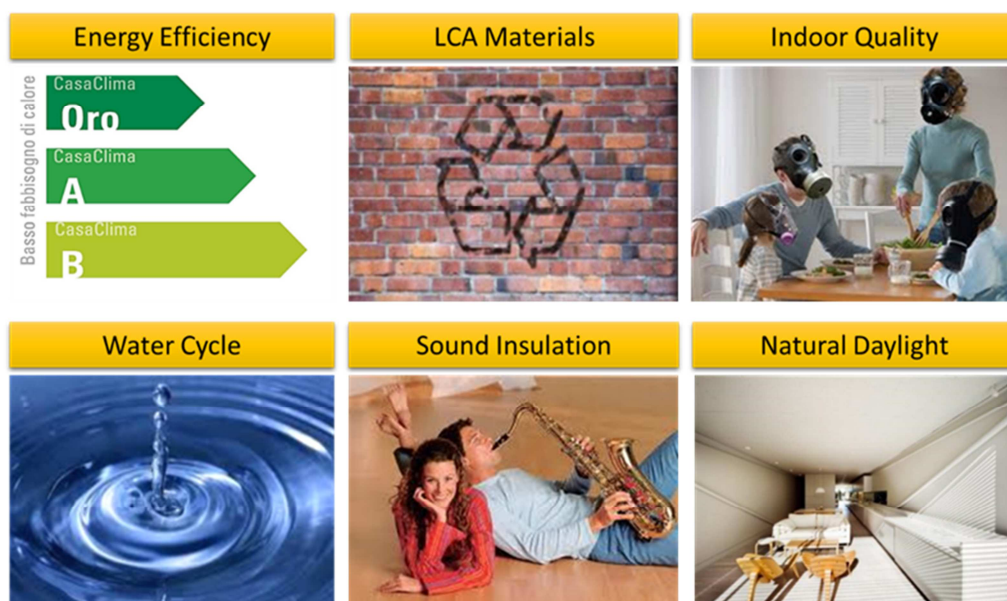 Energy Efficiency
LCA Materials
Indoor Quality
Basso fabbisogno di calore
CasaClima
Oro
CasaClima
A
CasaClima
B
Water Cycle
Sound Insulation
Natural Daylight